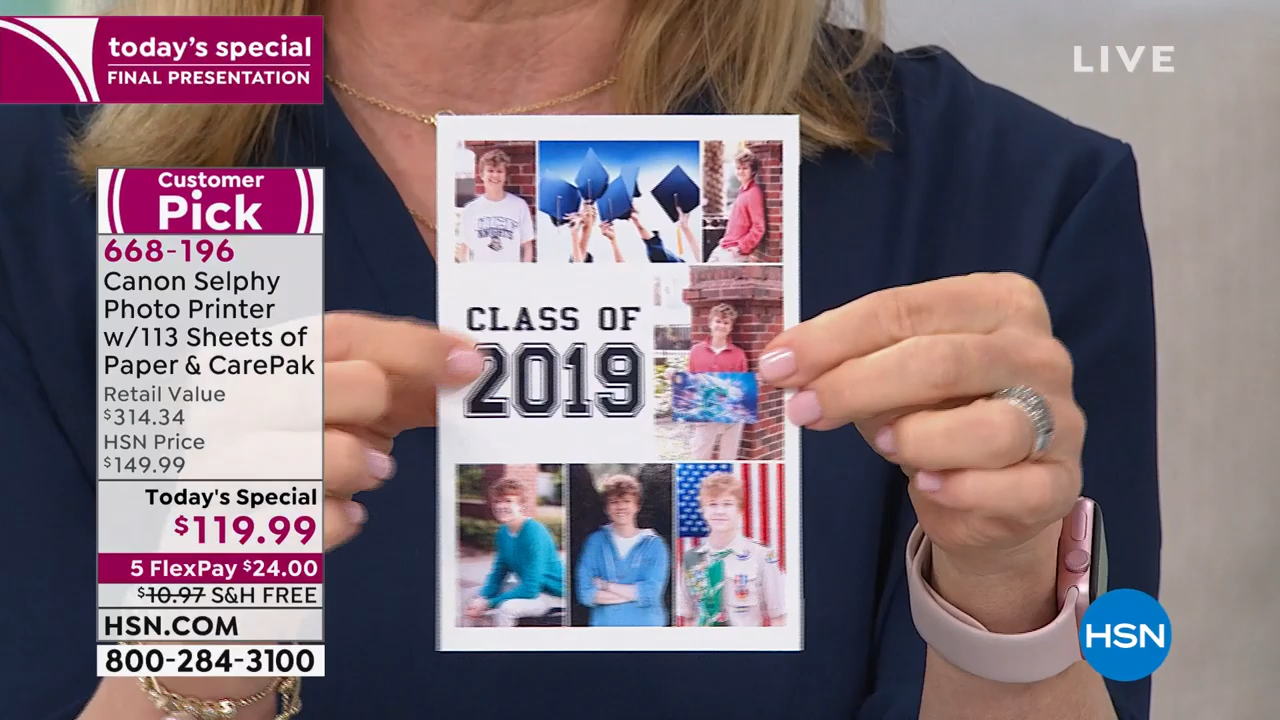 today's special
FINAL PRESENTATION
LIVE
Customer
Pick
668-196
Canon Selphy
Photo Printer
w/113 Sheets of
Paper & CarePak
Retail Value
$314.34
HSN Price
$149.99
Today's Special
$119.99
5 FlexPay $24.00
$10.97 S&H FREE
HSN.COM
800-284-3100
CLASS OF
2019
HSN